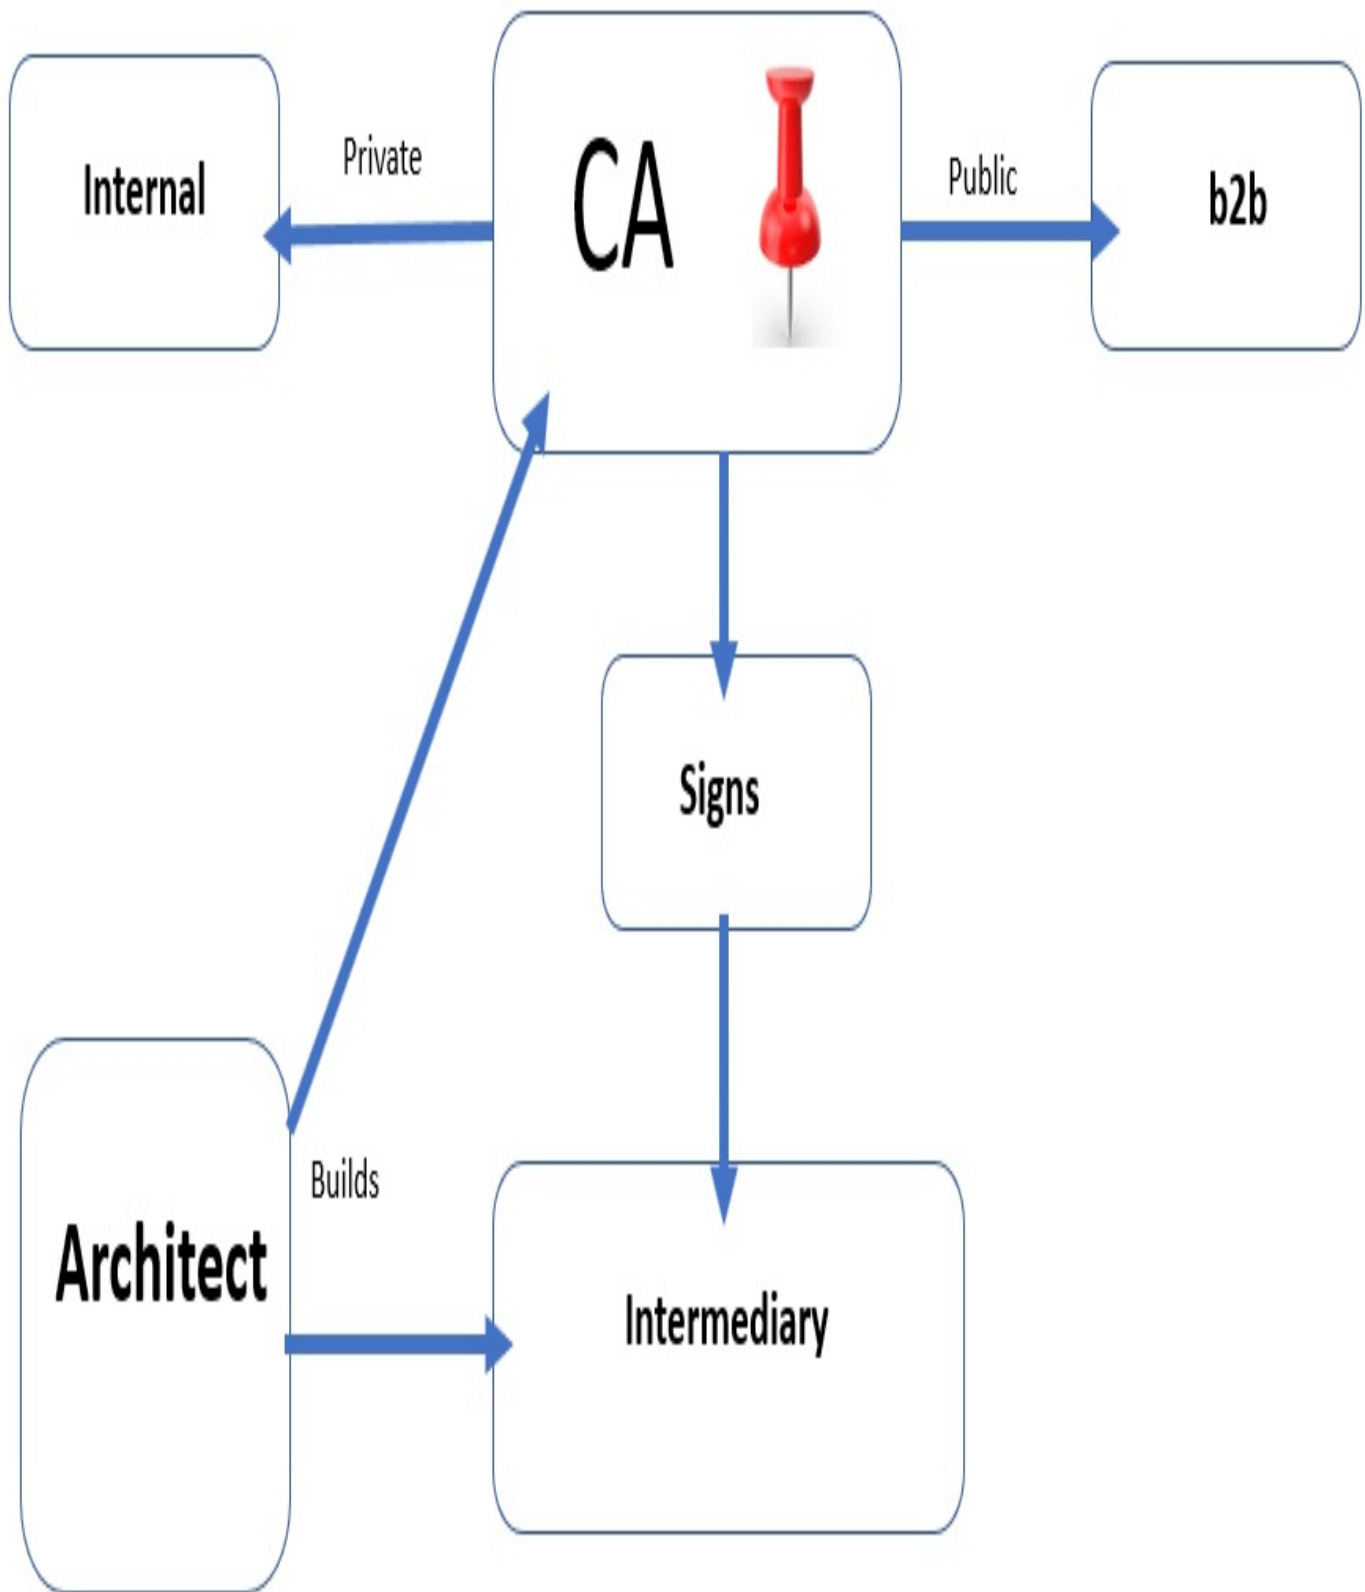 Internal
Private
CA
Public
b2b
Signs
Builds
Architect
Intermediary